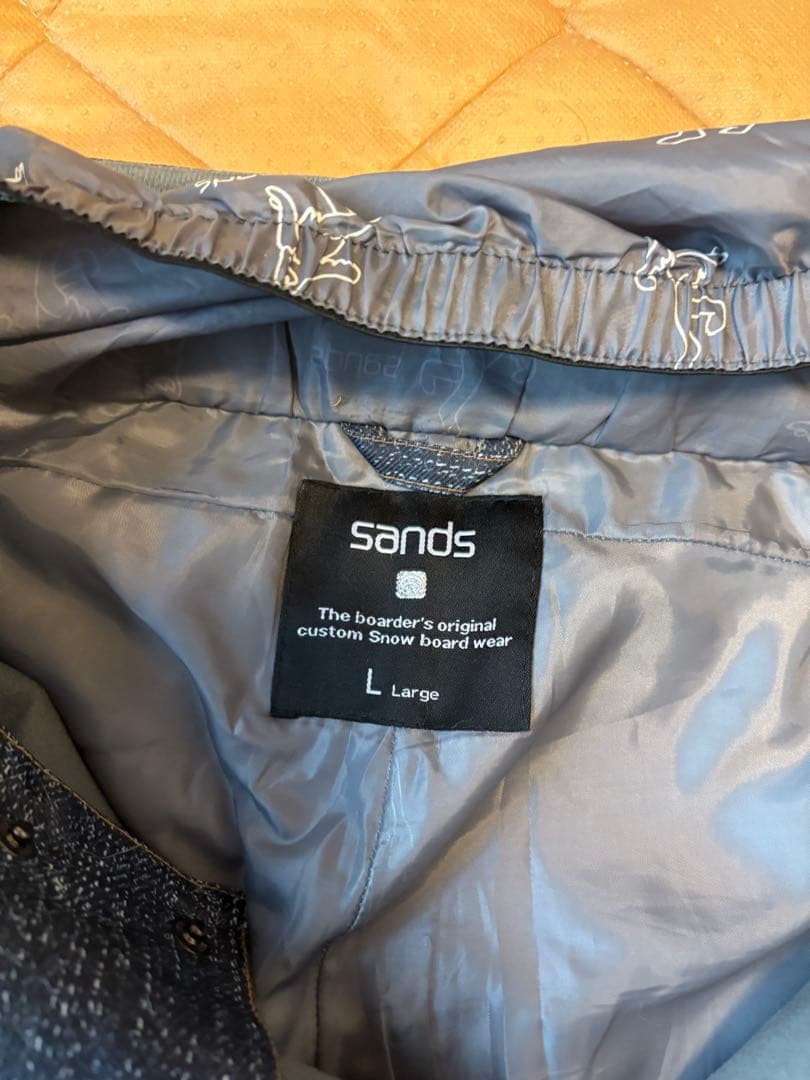 sands
The boarder's original
custom Snow board wear
L Large